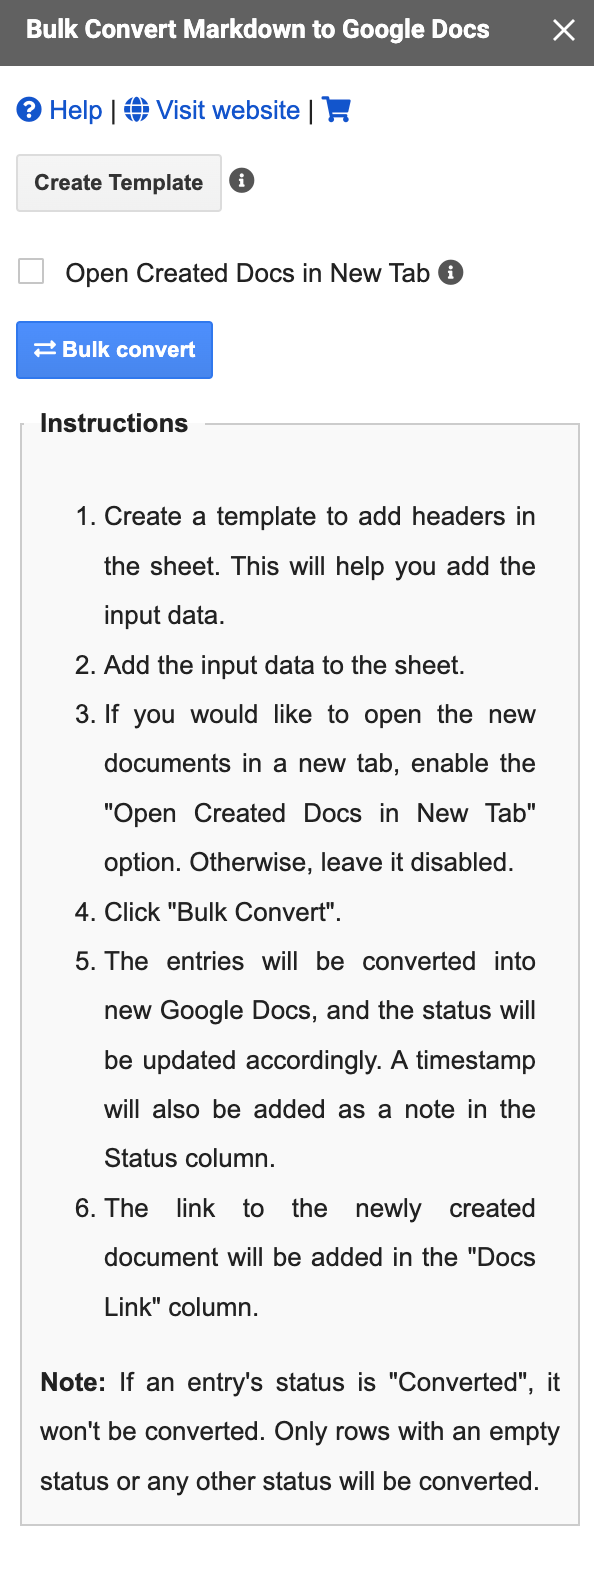 Bulk Convert Markdown to Google Docs
Help | Visit website |
Create Template
Open Created Docs in New Tab
Bulk convert
Instructions
1. Create a template to add headers in
the sheet. This will help you add the
input data.
2. Add the input data to the sheet.
3. If you would like to open the new
documents in a new tab, enable the
"Open Created Docs in New Tab"
option. Otherwise, leave it disabled.
4. Click "Bulk Convert".
5. The entries will be converted into
new Google Docs, and the status will
be updated accordingly. A timestamp
will also be added as a note in the
Status column.
6. The link to the newly created
document will be added in the "Docs
Link" column.
Note: If an entry's status is "Converted", it
won't be converted. Only rows with an empty
status or any other status will be converted.